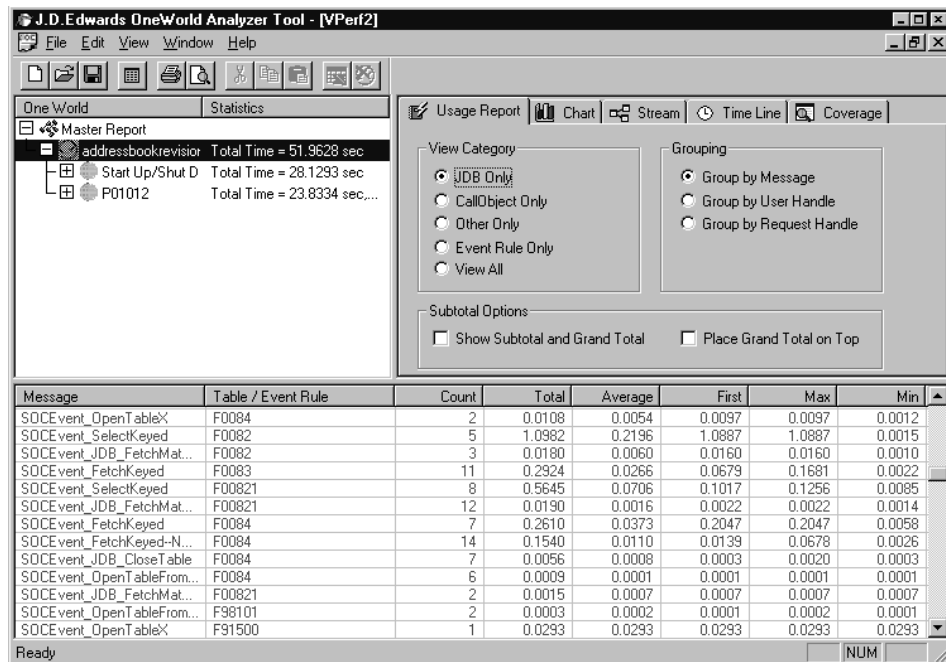 J.D.Edwards OneWorld Analyzer Tool - [VPerf2]
File Edit View Window Help
One World Statistics
Master Report
addressbookrevisior Total Time = 51.9628 sec
Start Up/Shut D Total Time = 28.1293 sec
P01012 Total Time = 23.8334 sec,...
Usage Report Chart Stream Time Line Coverage
View Category Grouping
JDB Only Group by Message
CallObject Only Group by User Handle
Other Only Group by Request Handle
Event Rule Only
View All
Subtotal Options
Show Subtotal and Grand Total Place Grand Total on Top
Message Table / Event Rule Count Total Average First Max Min
SOCEvent_OpenTableX F0084 2 0.0108 0.0054 0.0097 0.0097 0.0012
SOCEvent_SelectKeyed F0082 5 1.0982 0.2196 1.0887 1.0887 0.0015
SOCEvent_JDB_FetchMat... F0082 3 0.0180 0.0060 0.0160 0.0160 0.0010
SOCEvent_FetchKeyed F0083 11 0.2924 0.0266 0.0679 0.1681 0.0022
SOCEvent_SelectKeyed F00821 8 0.5645 0.0706 0.1017 0.1256 0.0085
SOCEvent_JDB_FetchMat... F00821 12 0.0190 0.0016 0.0022 0.0022 0.0014
SOCEvent_FetchKeyed F0084 7 0.2610 0.0373 0.2047 0.2047 0.0058
SOCEvent_FetchKeyed--N... F0084 14 0.1540 0.0110 0.0139 0.0678 0.0026
SOCEvent_JDB_CloseTable F0084 7 0.0056 0.0008 0.0003 0.0020 0.0003
SOCEvent_OpenTableFrom... F0084 6 0.0009 0.0001 0.0001 0.0001 0.0001
SOCEvent_JDB_FetchMat... F00821 2 0.0015 0.0007 0.0007 0.0007 0.0007
SOCEvent_OpenTableFrom... F98101 2 0.0003 0.0002 0.0001 0.0002 0.0001
SOCEvent_OpenTableX F91500 1 0.0293 0.0293 0.0293 0.0293 0.0293
Ready NUM